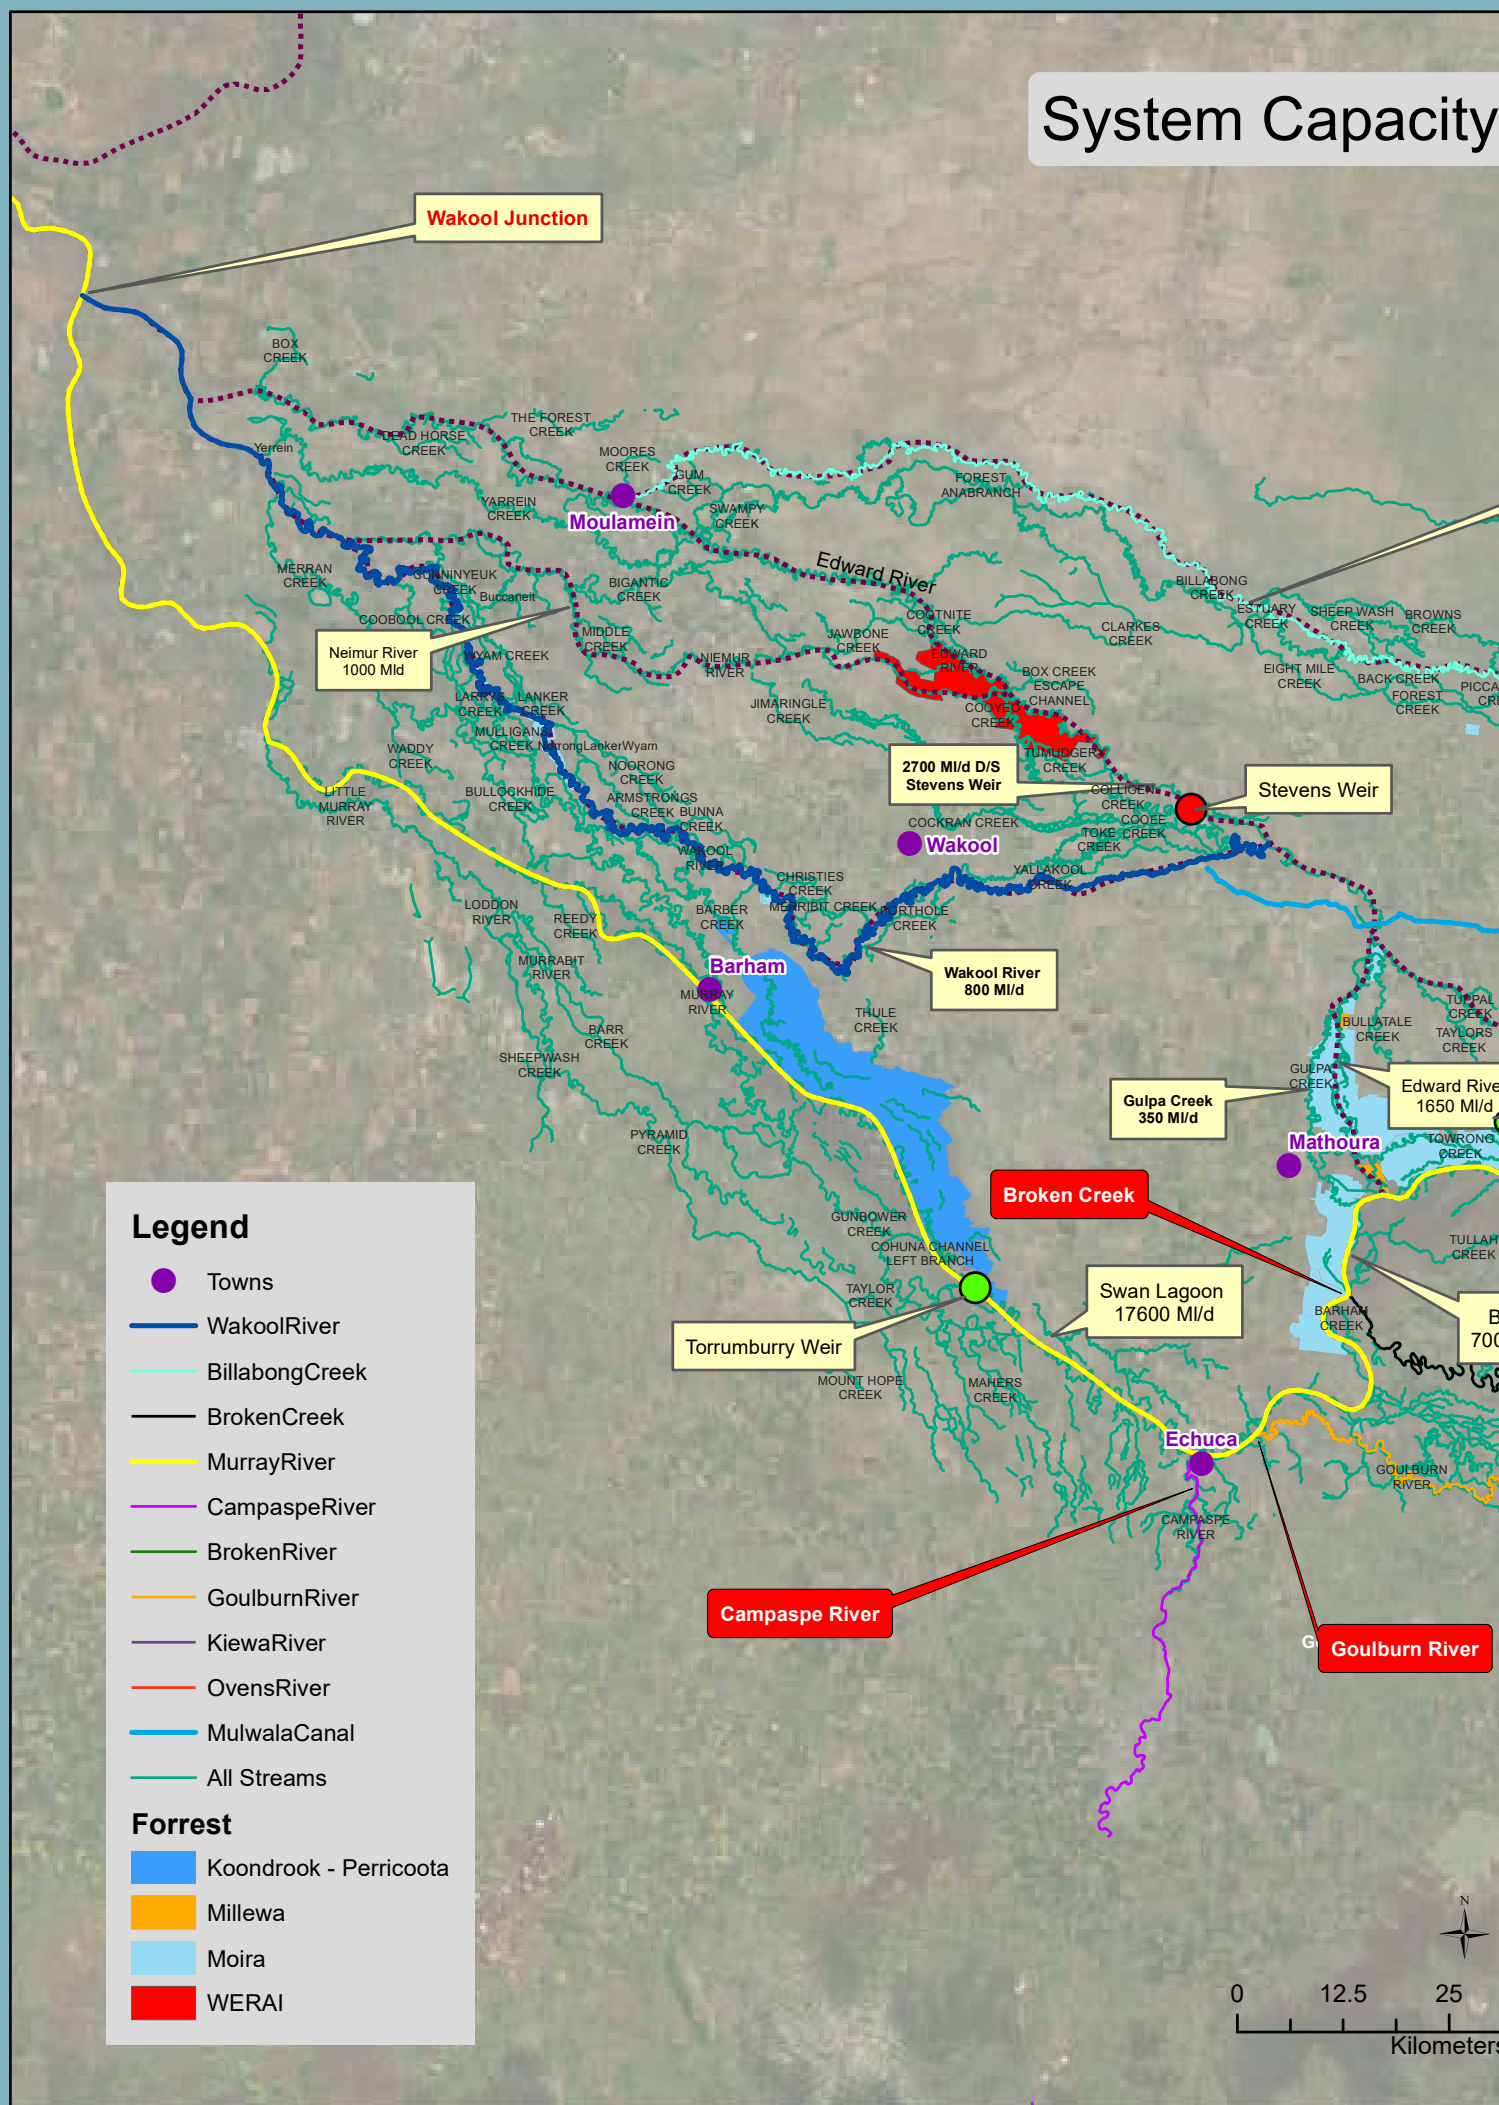 System Capacity
Wakool Junction
BOX
CREEK
THE FOREST
CREEK
DEAD HORSE
CREEK
Yerrein
MOORES
CREEK
GUM
CREEK
FOREST
ANABRANCH
YARREIN
CREEK
SWAMPY
CREEK
Moulamein
Edward River
MERRAN
CREEK
CUNNINYEUK
CREEK
Buccaneit
BIGANTIC
CREEK
BILLABONG
CREEK
ESTUARY
CREEK
SHEEP WASH
CREEK
BROWNS
CREEK
COOBOOL CREEK
COOTNITE
CREEK
CLARKES
CREEK
Neimur River
1000 Mld
MIDDLE
CREEK
JAWBONE
CREEK
WYAM CREEK
NIEMUR
RIVER
EDWARD
RIVER
BOX CREEK
ESCAPE
CHANNEL
EIGHT MILE
CREEK
BACK CREEK
FOREST
CREEK
LARRYS
CREEK
LANKER
CREEK
JIMARINGLE
CREEK
COOYEO
CREEK
MULLIGANS
CREEK
NorongLankerWyam
WADDY
CREEK
NOORONG
CREEK
TUMUDGERY
CREEK
2700 Ml/d D/S
Stevens Weir
Stevens Weir
LITTLE
MURRAY
RIVER
BULLOCKHIDE
CREEK
ARMSTRONGS
CREEK
BUNNA
CREEK
COLLIGEN
CREEK
COCKRAN CREEK
COOEE
CREEK
TOKE
CREEK
Wakool
WAKOOL
RIVER
YALLAKOOL
CREEK
CHRISTIES
CREEK
MERRIBIT CREEK
PORTHOLE
CREEK
LODDON
RIVER
REEDY
CREEK
BARBER
CREEK
MURRABIT
RIVER
Barham
Wakool River
800 Ml/d
MURRAY
RIVER
THULE
CREEK
TUPPAL
CREEK
BULLATALE
CREEK
TAYLORS
CREEK
BARR
CREEK
SHEEPWASH
CREEK
GULPA
CREEK
Gulpa Creek
350 Ml/d
Edward Rive
1650 Ml/d
PYRAMID
CREEK
Mathoura
TOWRONG
CREEK
Broken Creek
GUNBOWER
CREEK
COHUNA CHANNEL
LEFT BRANCH
TULLAH
CREEK
TAYLOR
CREEK
Swan Lagoon
17600 Ml/d
BARHAM
CREEK
B
700
Torrumburry Weir
MOUNT HOPE
CREEK
MAHERS
CREEK
Echuca
GOULBURN
RIVER
CAMPASPE
RIVER
Campaspe River
Goulburn River
Legend
Towns
WakoolRiver
BillabongCreek
BrokenCreek
MurrayRiver
CampaspeRiver
BrokenRiver
GoulburnRiver
KiewaRiver
OvensRiver
MulwalaCanal
All Streams
Forrest
Koondrook - Perricoota
Millewa
Moira
WERAI
N
0 12.5 25
Kilometers